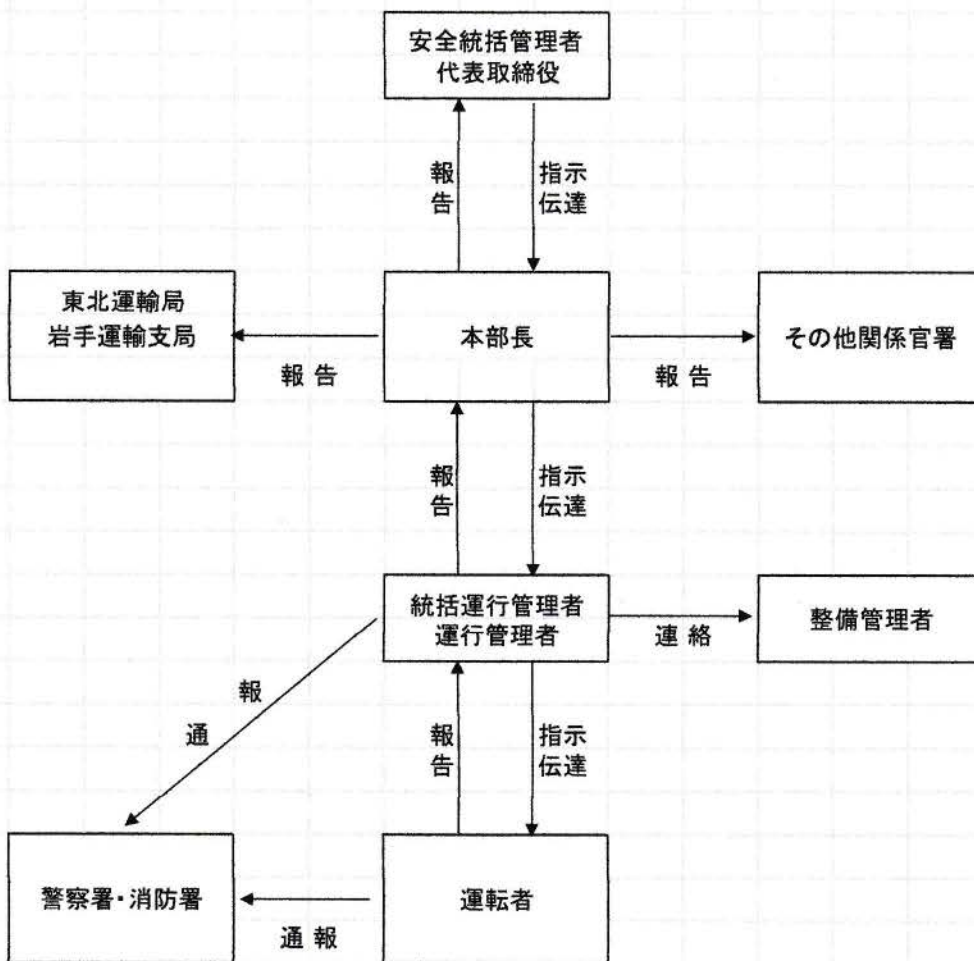 安全統括管理者
代表取締役
報告
指示
伝達
東北運輸局
岩手運輸支局
本部長
その他関係官署
報 告
報 告
報告
指示
伝達
統括運行管理者
運行管理者
整備管理者
連 絡
通報
報告
指示
伝達
警察署・消防署
運転者
通 報